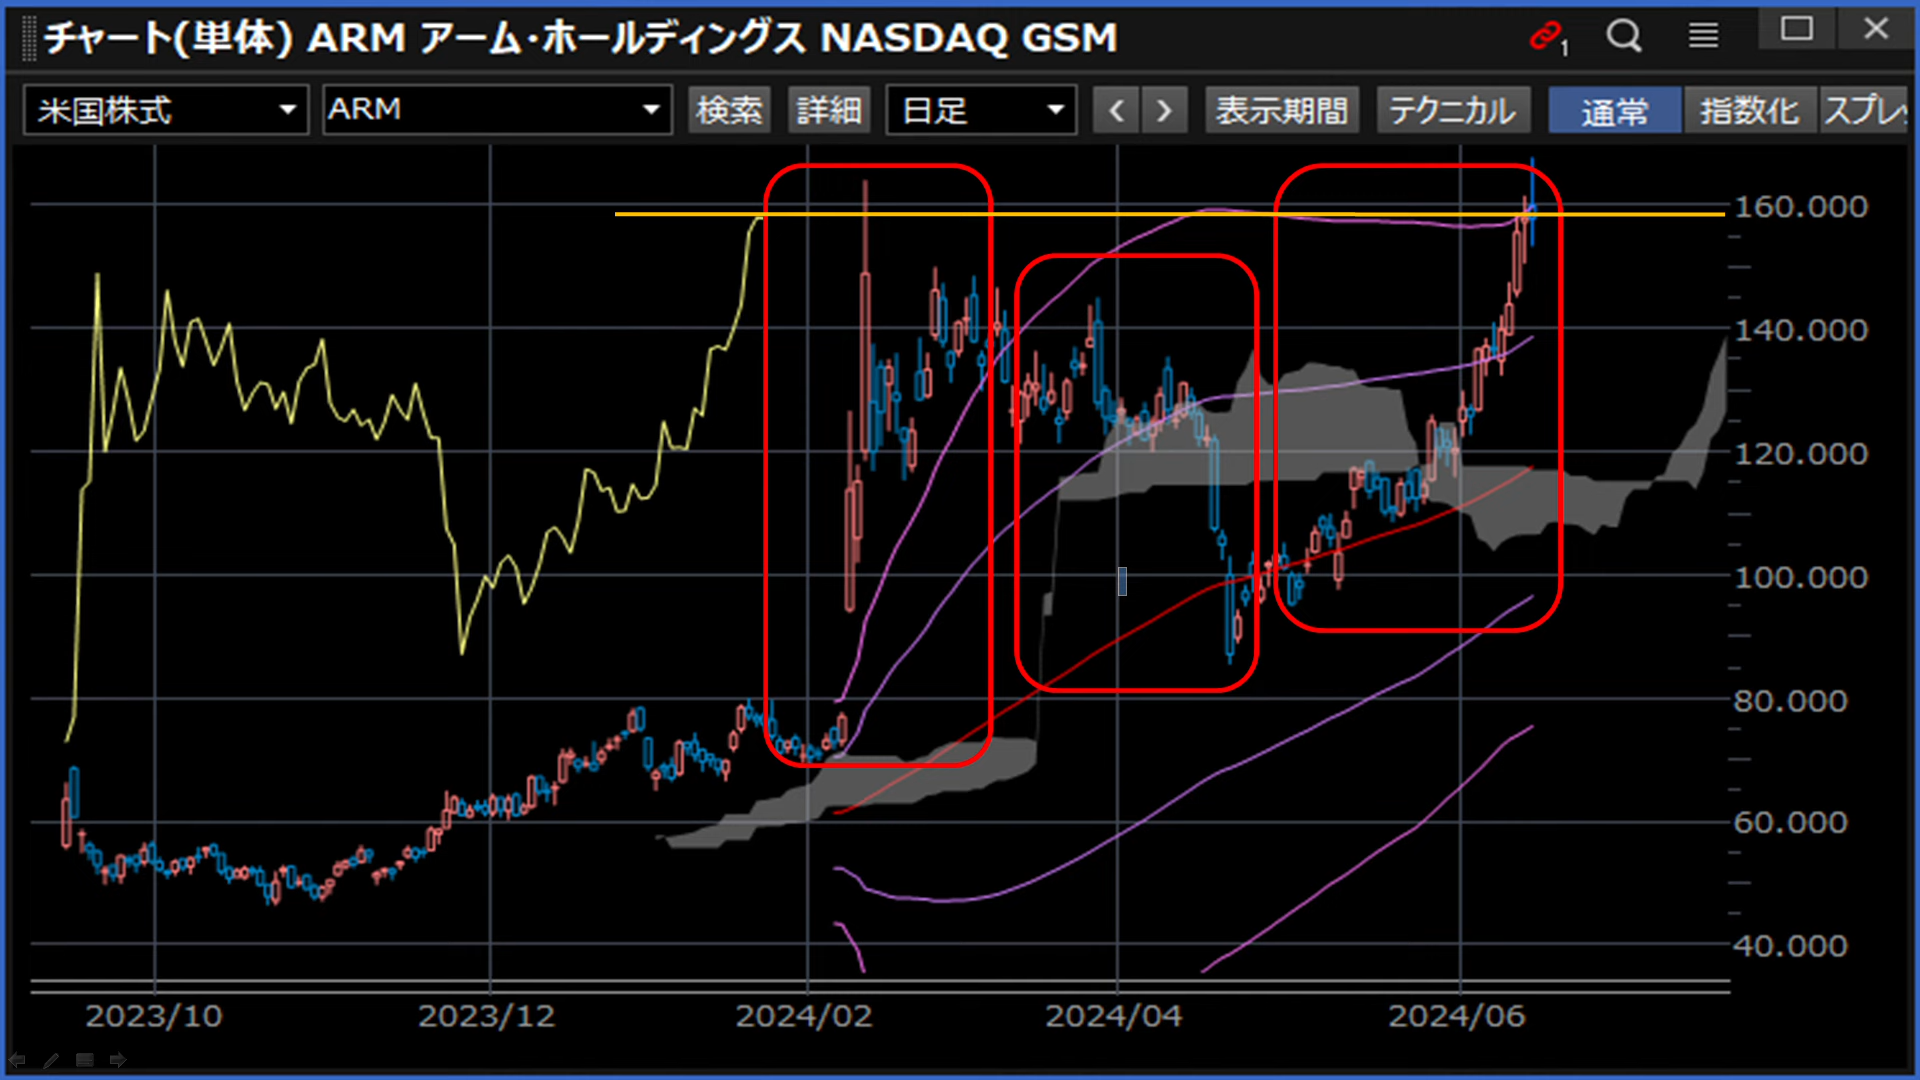 チャート(単体) ARM アーム・ホールディングス NASDAQ GSM
1
米国株式 ARM 検索 詳細 日足 表示期間 テクニカル 通常 指数化 スプレッ
160.000
140.000
120.000
100.000
80.000
60.000
40.000
2023/10 2023/12 2024/02 2024/04 2024/06